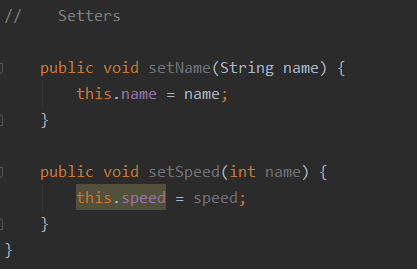 //    Setters
    public void setName(String name) {
        this.name = name;
    }
    public void setSpeed(int name) {
        this.speed = speed;
    }
}